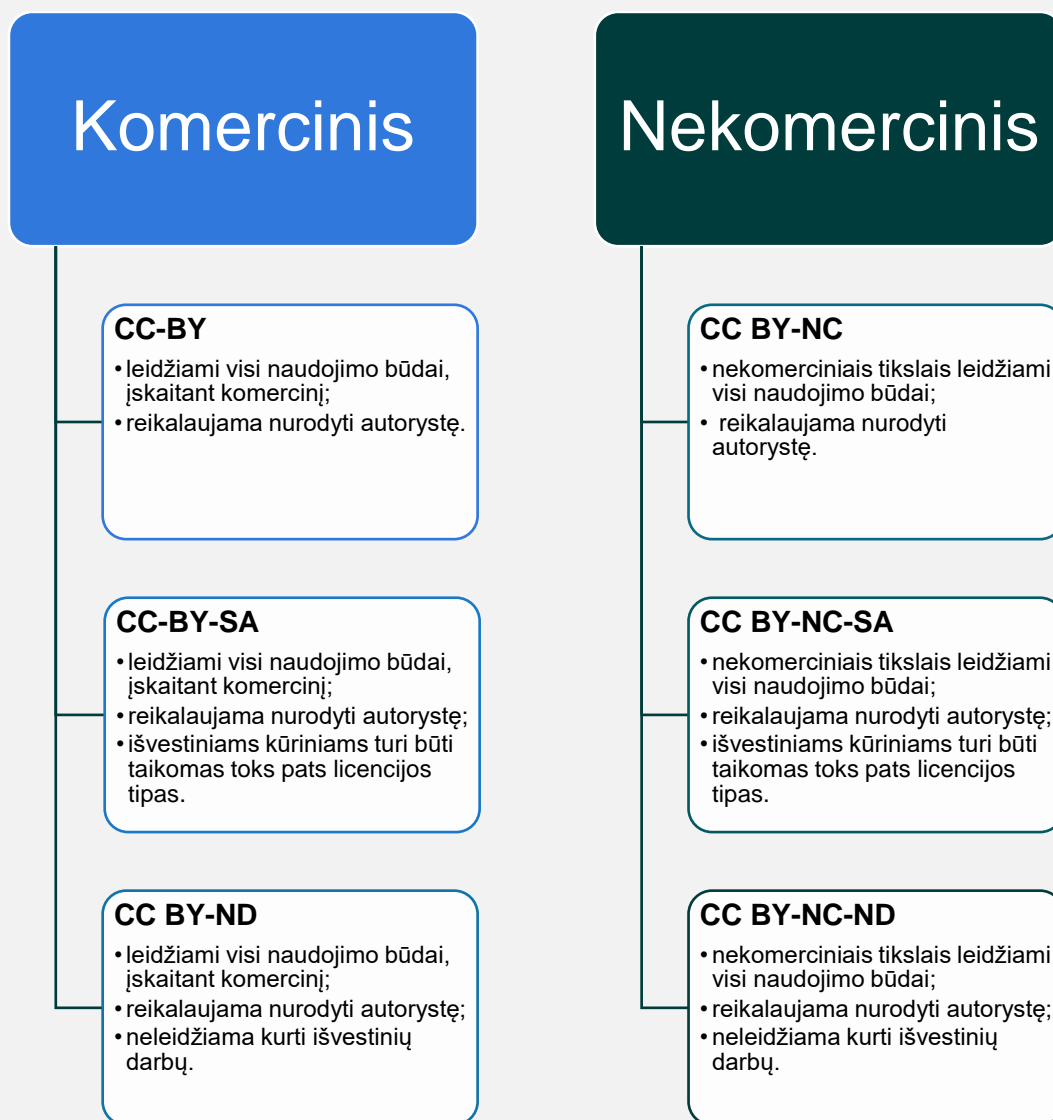 Komercinis
CC-BY
• leidžiami visi naudojimo būdai,
įskaitant komercinį;
• reikalaujama nurodyti autorystę.
CC-BY-SA
• leidžiami visi naudojimo būdai,
įskaitant komercinį;
• reikalaujama nurodyti autorystę;
• išvestiniams kūriniams turi būti
taikomas toks pats licencijos
tipas.
CC BY-ND
• leidžiami visi naudojimo būdai,
įskaitant komercinį;
• reikalaujama nurodyti autorystę;
• neleidžiama kurti išvestinių
darbų.
Nekomercinis
CC BY-NC
• nekomerciniais tikslais leidžiami
visi naudojimo būdai;
• reikalaujama nurodyti
autorystę.
CC BY-NC-SA
• nekomerciniais tikslais leidžiami
visi naudojimo būdai;
• reikalaujama nurodyti autorystę;
• išvestiniams kūriniams turi būti
taikomas toks pats licencijos
tipas.
CC BY-NC-ND
• nekomerciniais tikslais leidžiami
visi naudojimo būdai;
• reikalaujama nurodyti autorystę;
• neleidžiama kurti išvestinių
darbų.